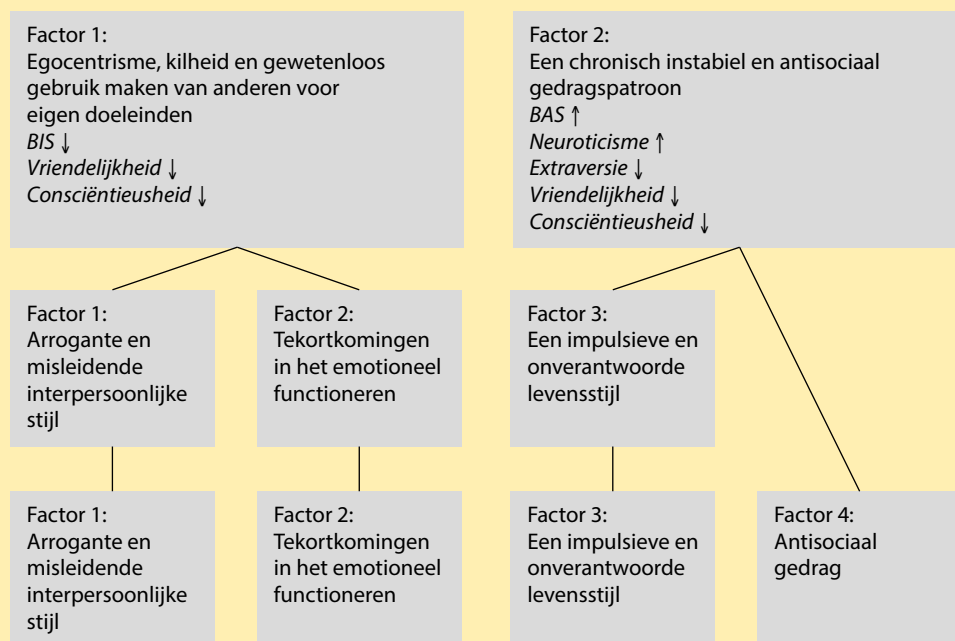 Factor 1:
Egocentrisme, kilheid en gewetenloos
gebruik maken van anderen voor
eigen doeleinden
BIS ↓
Vriendelijkheid ↓
Consciëntieusheid ↓
Factor 2:
Een chronisch instabiel en antisociaal
gedragspatroon
BAS ↑
Neuroticisme ↑
Extraversie ↓
Vriendelijkheid ↓
Consciëntieusheid ↓
Factor 1:
Arrogante en
misleidende
interpersoonlijke
stijl
Factor 2:
Tekortkomingen
in het emotioneel
functioneren
Factor 3:
Een impulsieve en
onverantwoorde
levensstijl
Factor 1:
Arrogante en
misleidende
interpersoonlijke
stijl
Factor 2:
Tekortkomingen
in het emotioneel
functioneren
Factor 3:
Een impulsieve en
onverantwoorde
levensstijl
Factor 4:
Antisociaal
gedrag